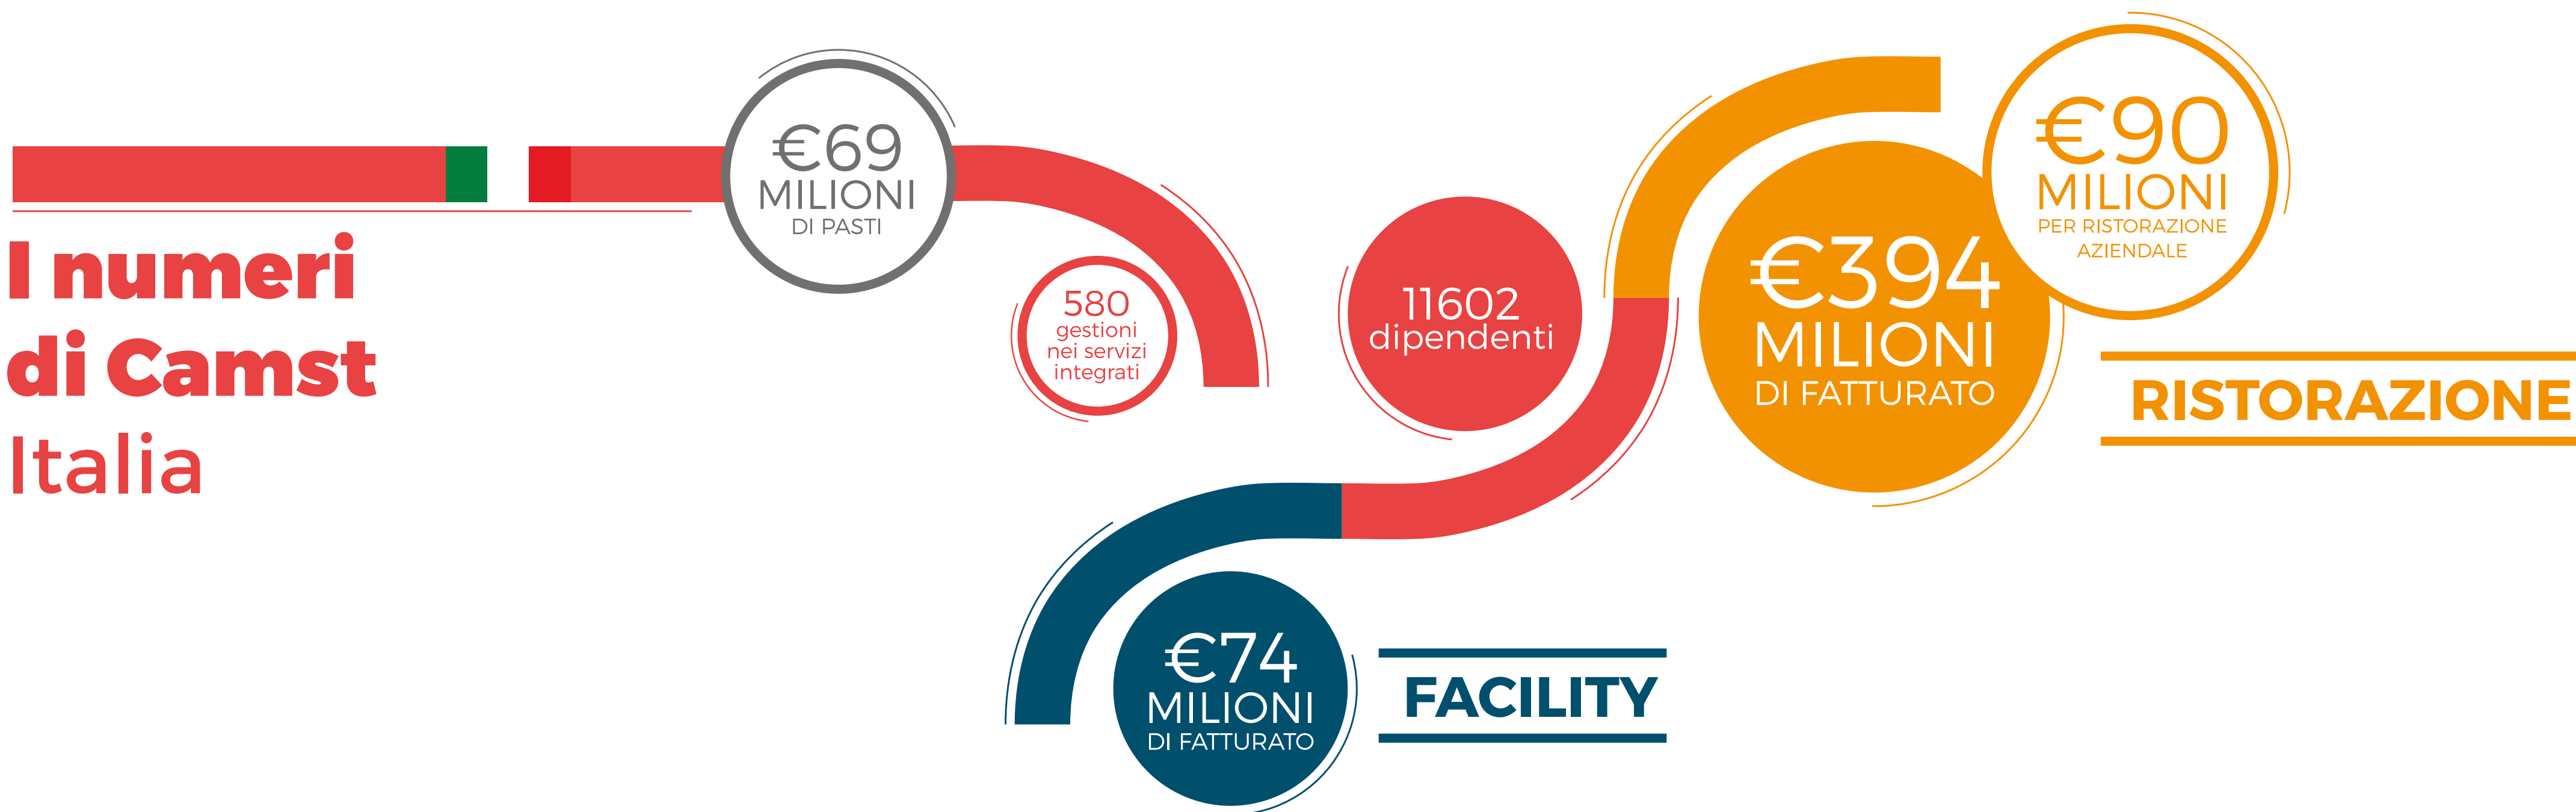 I numeri
di Camst
Italia
€69
MILIONI
DI PASTI
580
gestioni
nei servizi
integrati
11602
dipendenti
€394
MILIONI
DI FATTURATO
€90
MILIONI
PER RISTORAZIONE
AZIENDALE
RISTORAZIONE
€74
MILIONI
DI FATTURATO
FACILITY